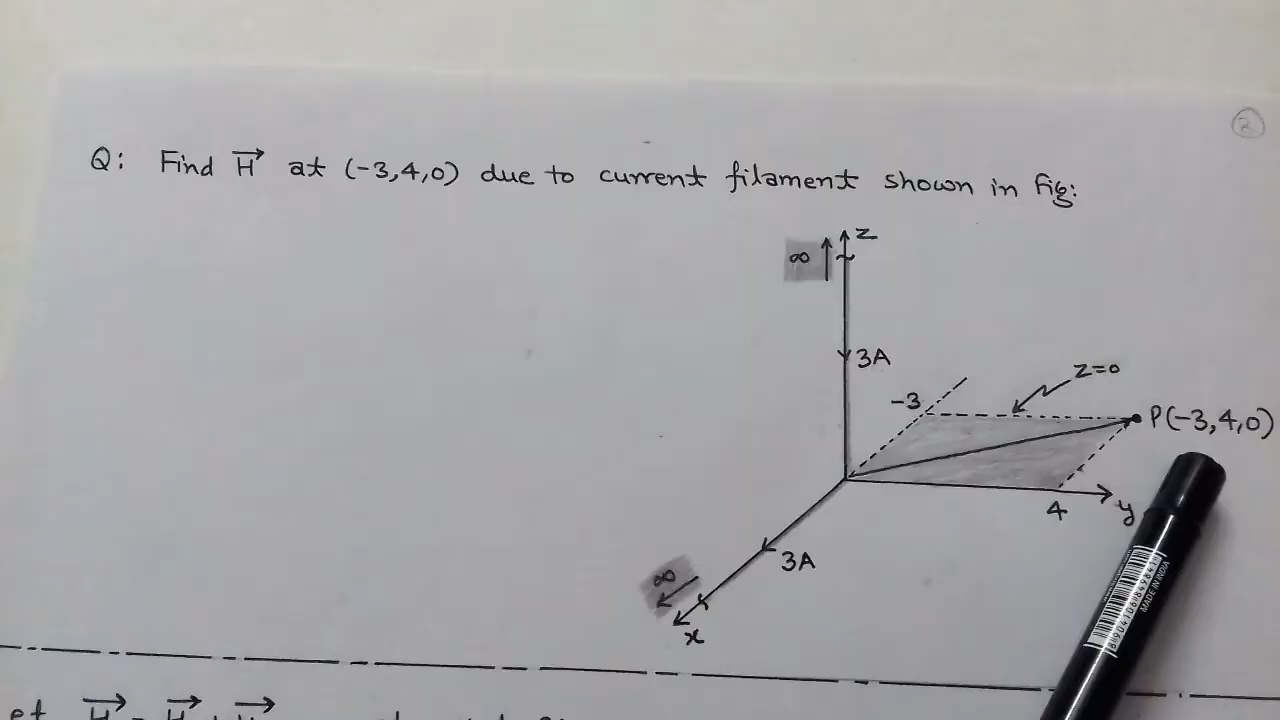 2
Q: Find H at (-3,4,0) due to current filament shown in fig:
z
∞
3A
z=0
-3
P(-3,4,0)
4
y
3A
∞
x
MADE IN INDIA
H = H + H